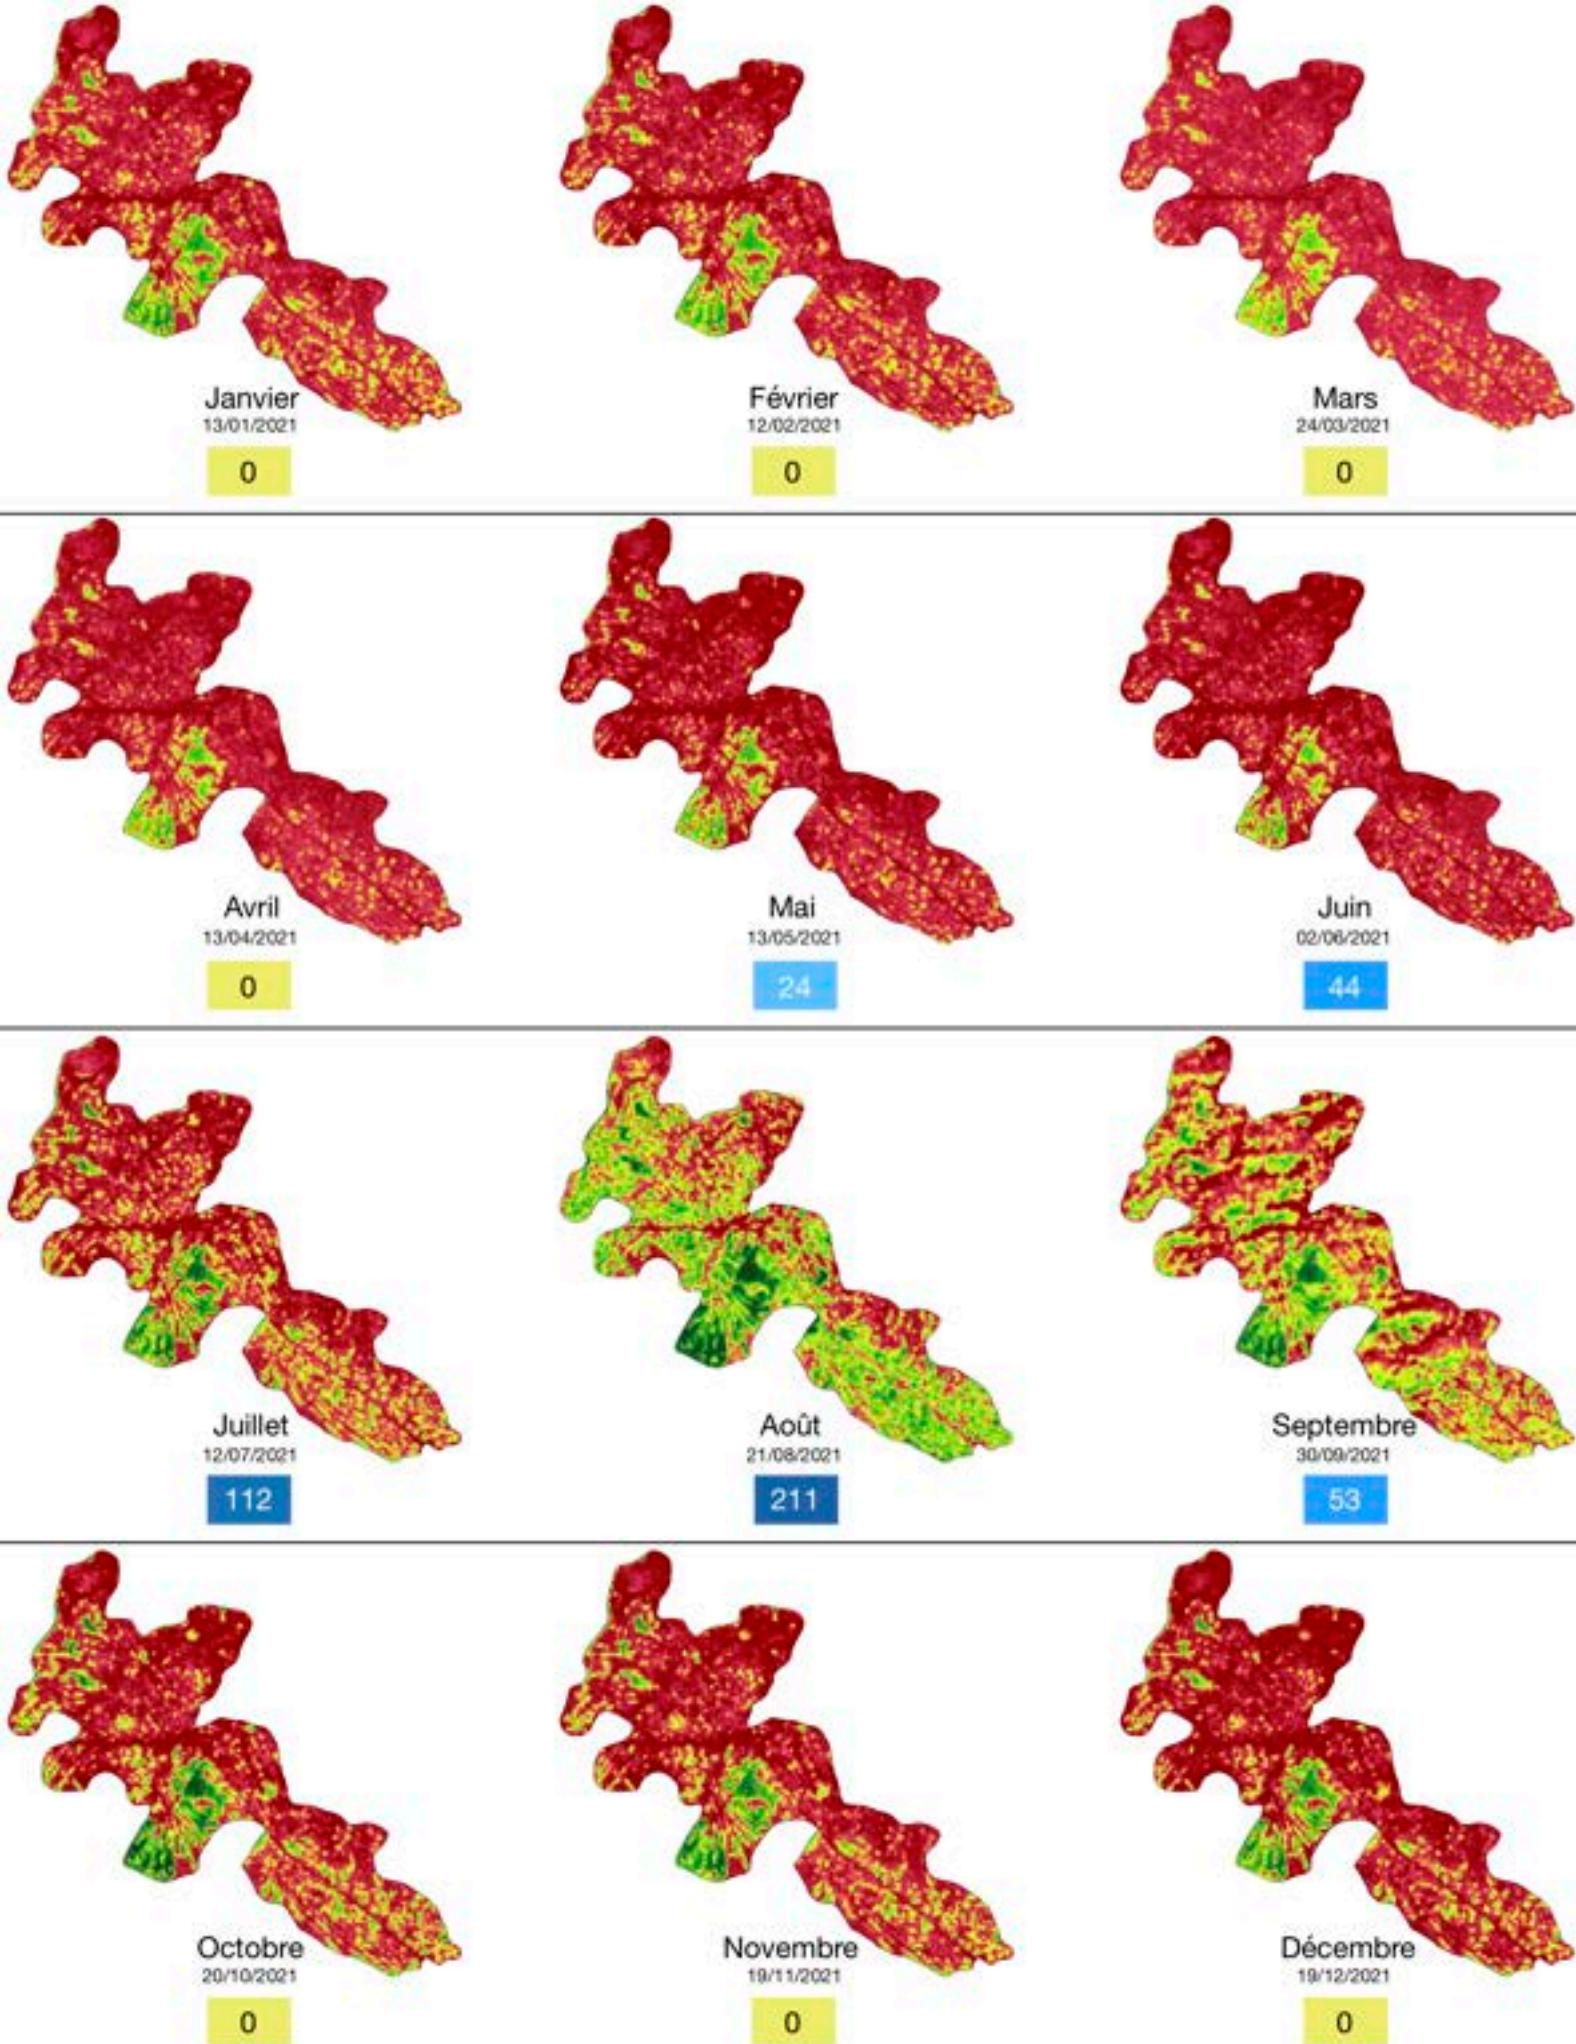 Janvier
13/01/2021
0
Février
12/02/2021
0
Mars
24/03/2021
0
Avril
13/04/2021
0
Mai
13/05/2021
24
Juin
02/06/2021
44
Juillet
12/07/2021
112
Août
21/08/2021
211
Septembre
30/09/2021
53
Octobre
20/10/2021
0
Novembre
19/11/2021
0
Décembre
19/12/2021
0